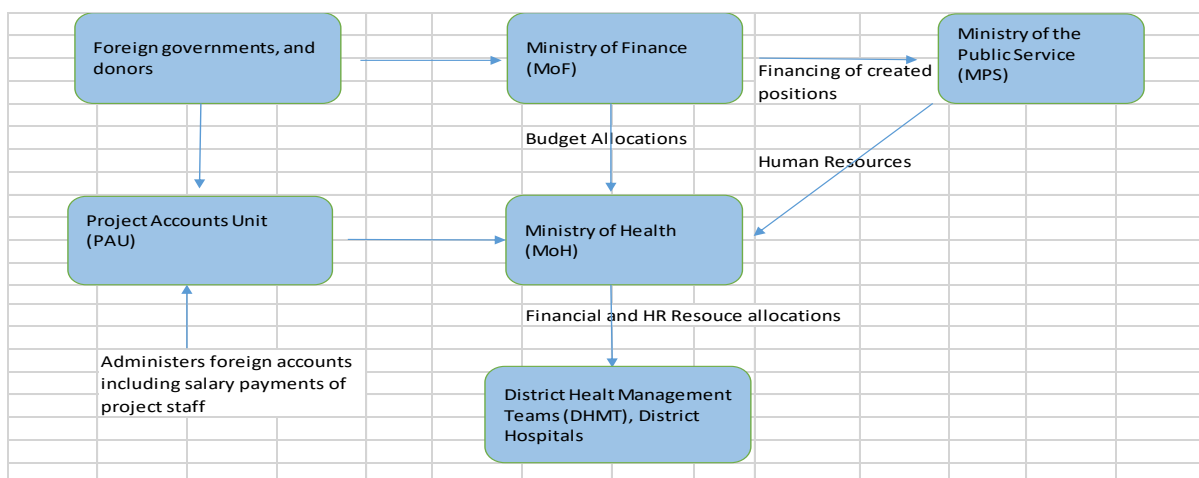 Foreign governments, and
donors
Ministry of Finance
(MoF)
Ministry of the
Public Service
(MPS)
Financing of created
positions
Budget Allocations
Human Resources
Project Accounts Unit
(PAU)
Ministry of Health
(MoH)
Financial and HR Resouce allocations
Administers foreign accounts
including salary payments of
project staff
District Healt Management
Teams (DHMT), District
Hospitals